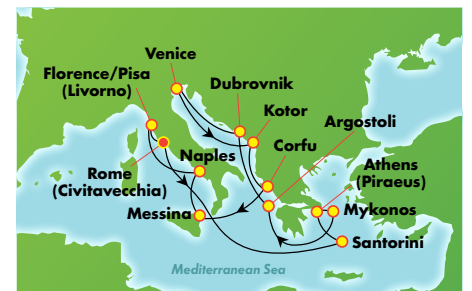 Venice
Florence/Pisa
(Livorno)
Dubrovnik
Kotor
Argostoli
Naples
Corfu
Athens
(Piraeus)
Rome
(Civitavecchia)
Messina
Mykonos
Santorini
Mediterranean Sea